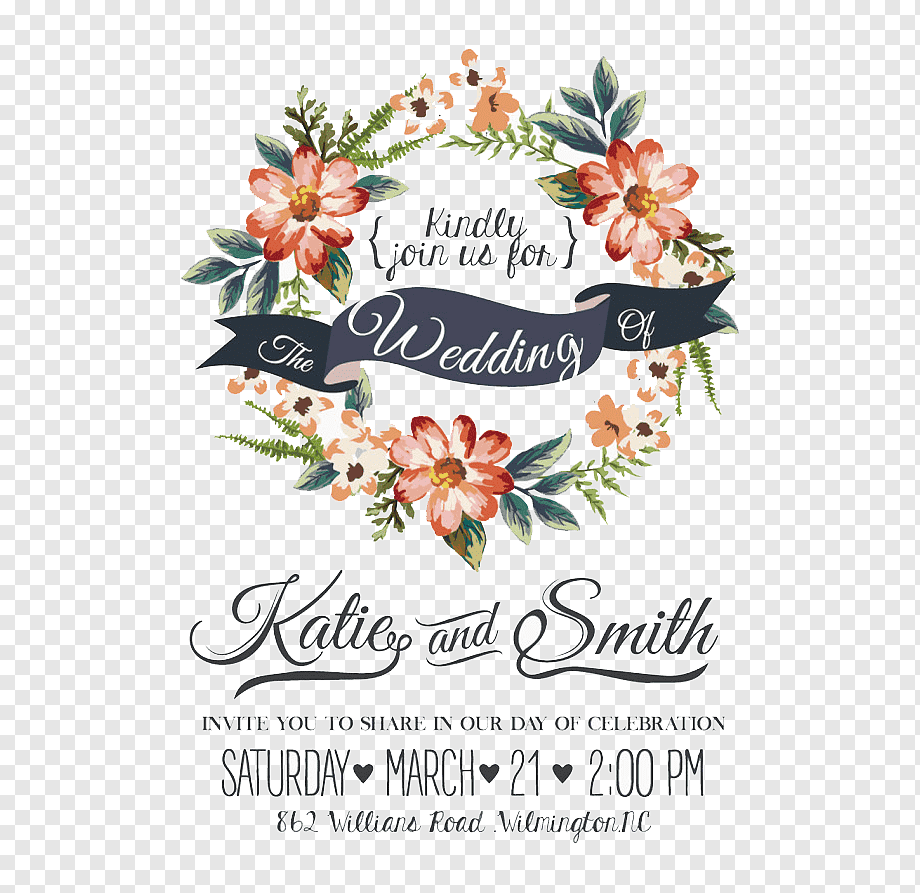 Kindly
{join us for}
The Wedding Of
Katie and Smith
INVITE YOU TO SHARE IN OUR DAY OF CELEBRATION
SATURDAY♥ MARCH♥ 21 ♥ 2:00 PM
862 Willians Road .Wilmington.NC